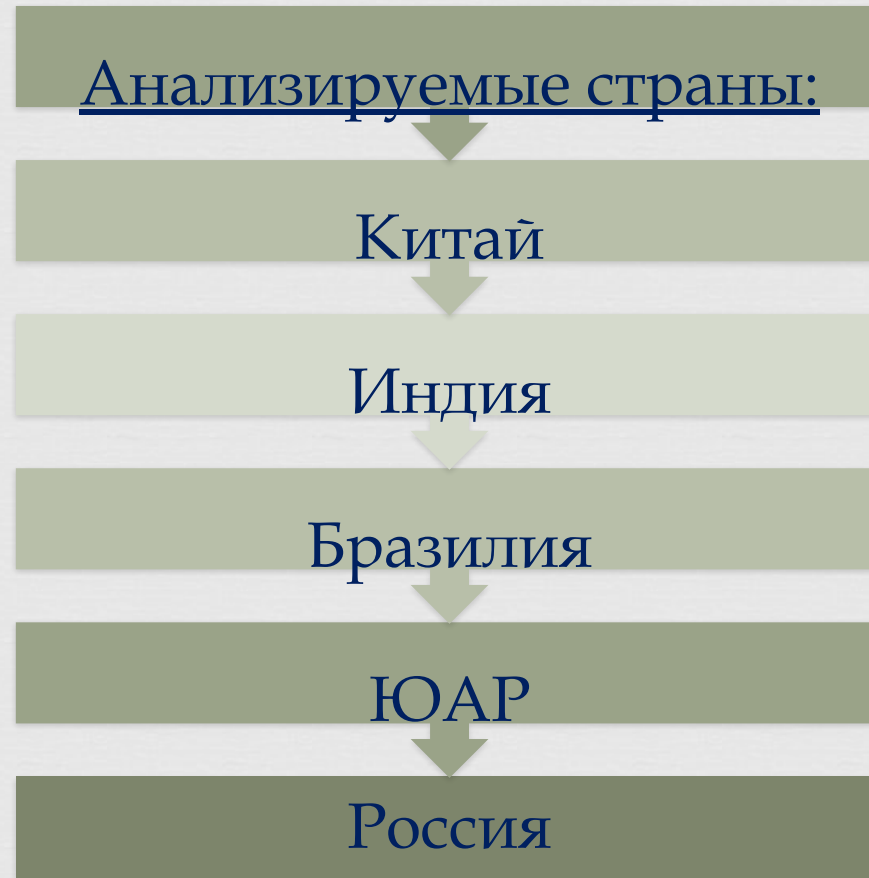 Анализируемые страны:
Китай
Индия
Бразилия
ЮАР
Россия